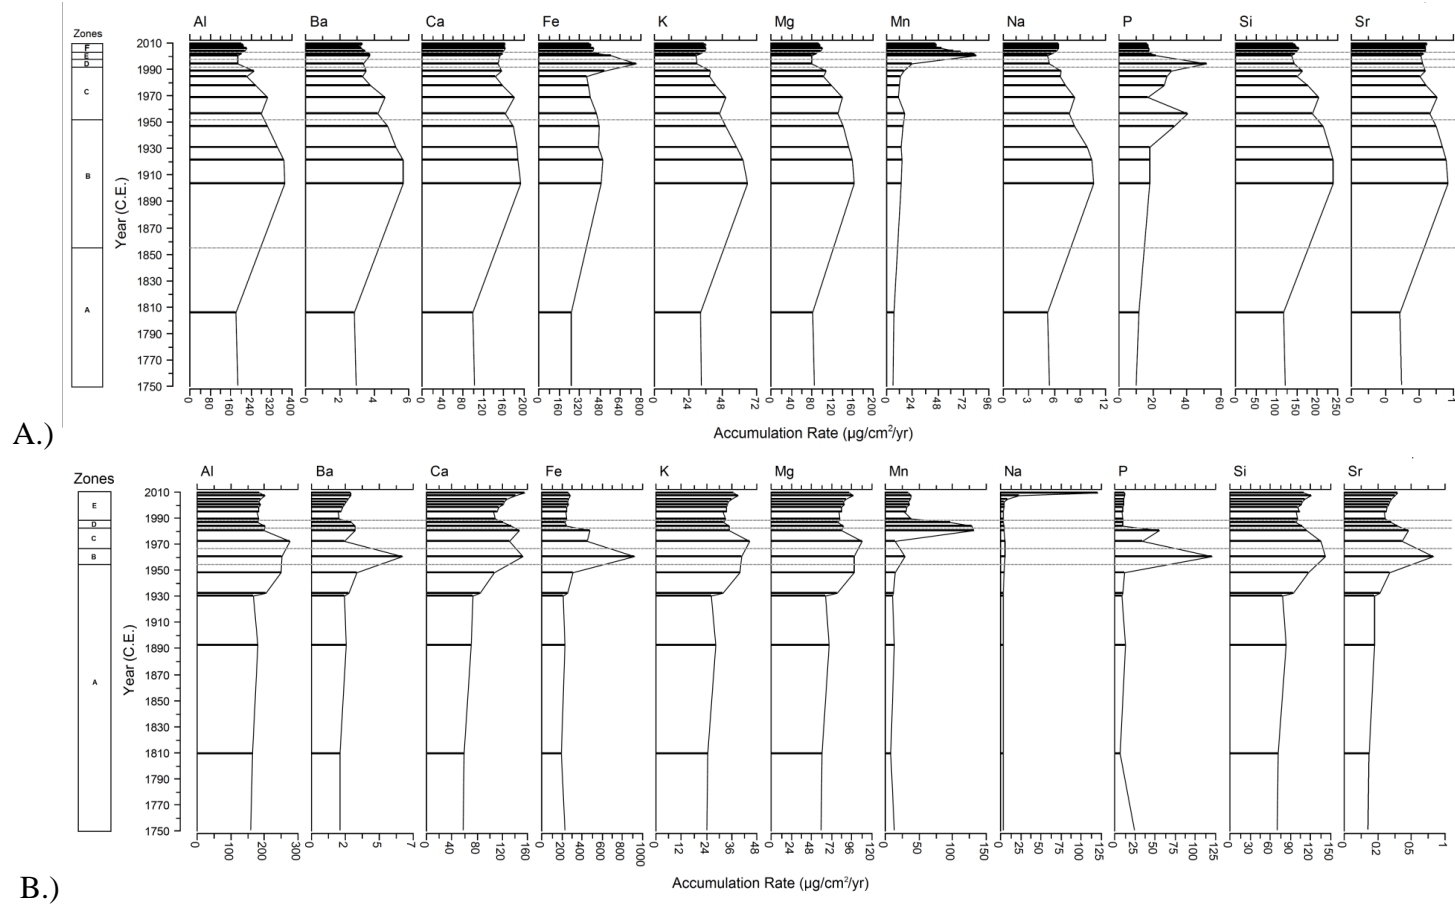 Zones
Al Ba Ca Fe K Mg Mn Na P Si Sr
F
E
D
C
B
A
Year (C.E.)
2010
1990
1970
1950
1930
1910
1890
1870
1850
1830
1810
1790
1770
1750
0 80 160 240 320 400
0 2 4 6
0 40 80 120 160 200
0 160 320 480 640 800
0 24 48 72
0 40 80 120 160 200
0 24 48 72 96
0 3 6 9 12
0 20 40 60
0 50 100 150 200 250
0 0 0 1
Accumulation Rate (µg/cm²/yr)
A.)
Zones
Al Ba Ca Fe K Mg Mn Na P Si Sr
E
D
C
B
A
Year (C.E.)
2010
1990
1970
1950
1930
1910
1890
1870
1850
1830
1810
1790
1770
1750
0 100 200 300
0 2 5 7
0 40 80 120 160
0 200 400 600 800 1000
0 12 24 36 48
0 24 48 72 96 120
0 50 100 150
0 25 50 75 100 125
0 25 50 75 100 125
0 30 60 90 120 150
0 02 05 1
Accumulation Rate (µg/cm²/yr)
B.)